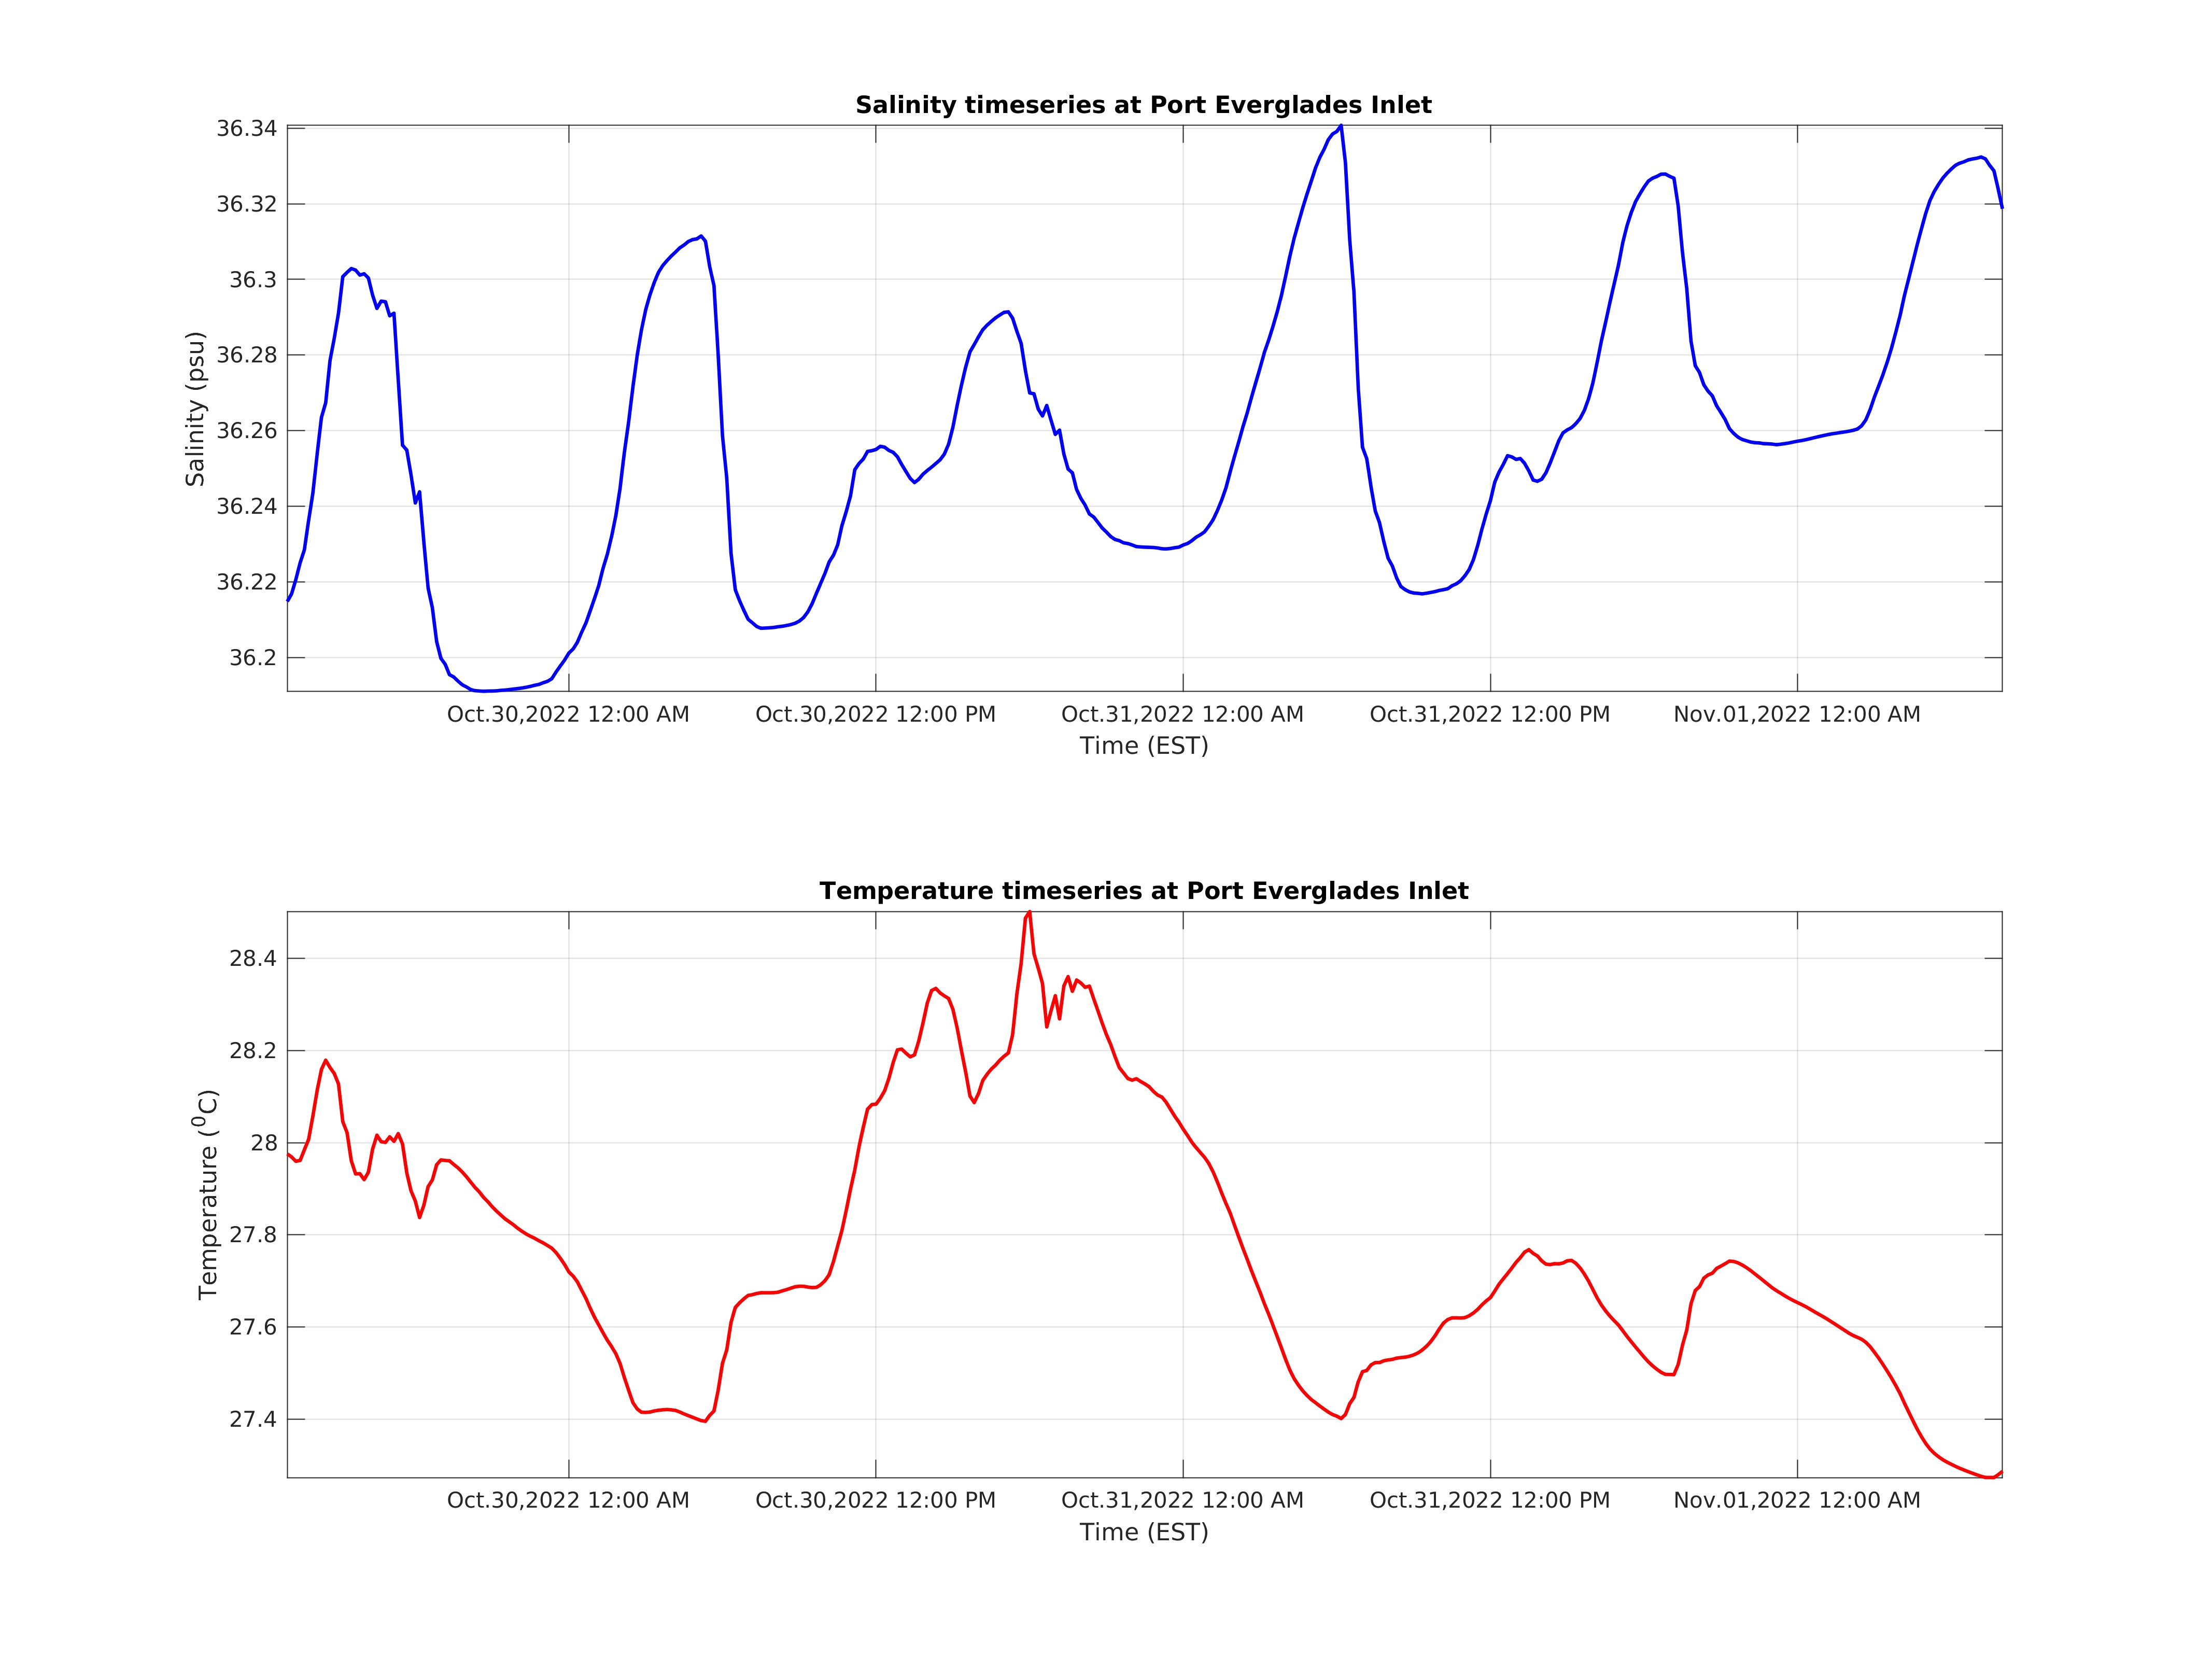 Salinity timeseries at Port Everglades Inlet
36.34
36.32
36.3
36.28
36.26
36.24
36.22
36.2
Salinity (psu)
Oct.30,2022 12:00 AM Oct.30,2022 12:00 PM Oct.31,2022 12:00 AM Oct.31,2022 12:00 PM Nov.01,2022 12:00 AM
Time (EST)
Temperature timeseries at Port Everglades Inlet
28.4
28.2
28
27.8
27.6
27.4
Temperature (⁰C)
Oct.30,2022 12:00 AM Oct.30,2022 12:00 PM Oct.31,2022 12:00 AM Oct.31,2022 12:00 PM Nov.01,2022 12:00 AM
Time (EST)